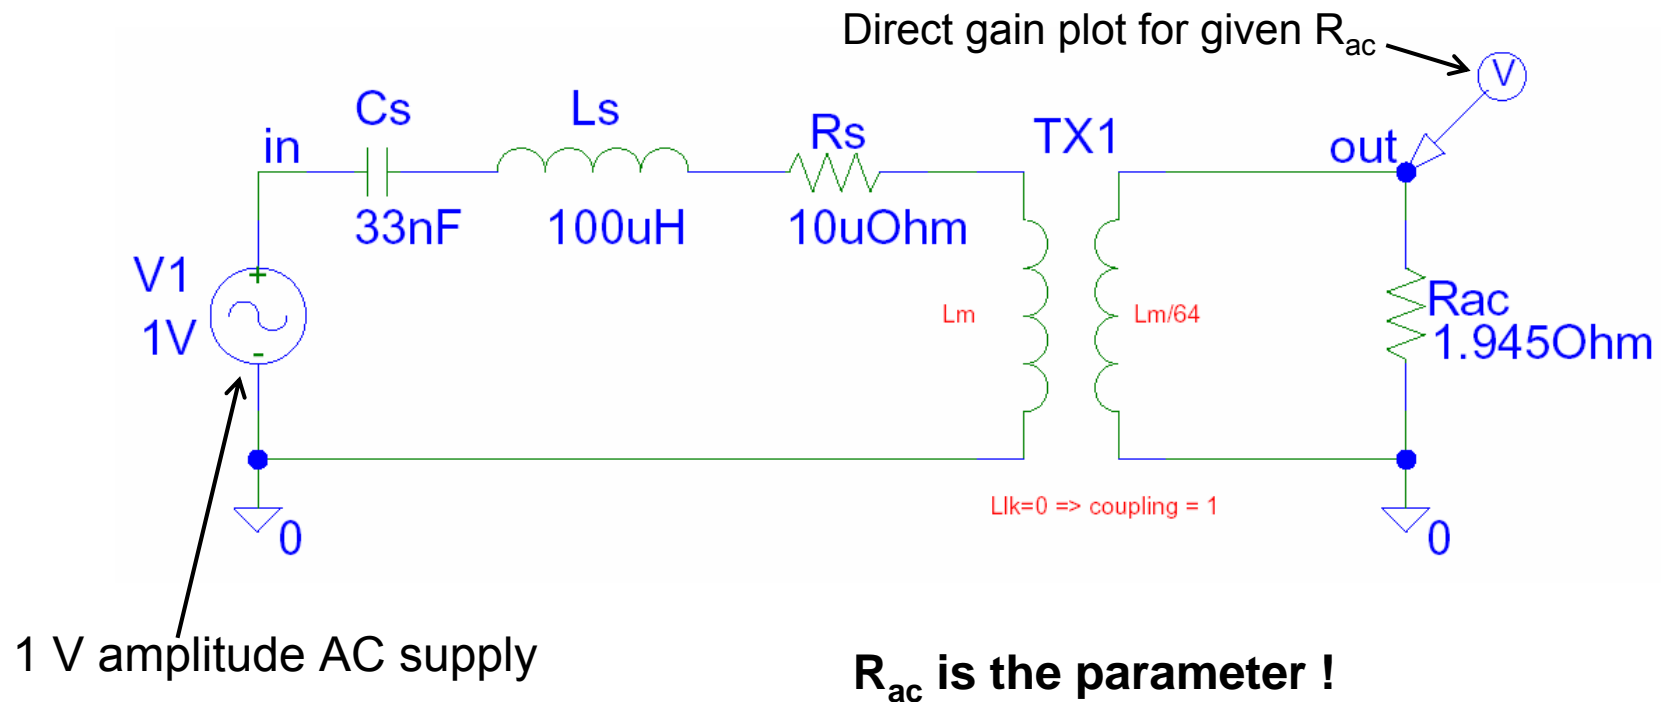 Direct gain plot for given Rac
V
Cs
Ls
Rs
TX1
in
out
33nF
100uH
10uOhm
V1
1V
+
-
Lm
Lm/64
Rac
1.945Ohm
Llk=0 => coupling = 1
0
0
1 V amplitude AC supply
Rac is the parameter !